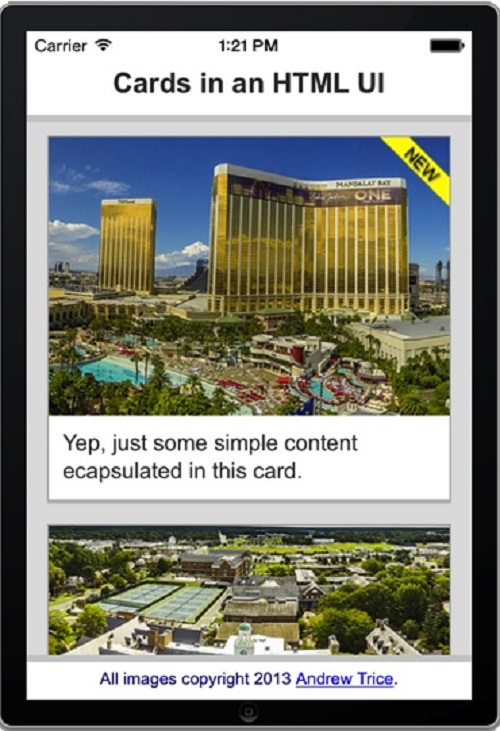 Carrier 1:21 PM
Cards in an HTML UI
NEW
MANDALAY BAY
ONE
Yep, just some simple content
ecapsulated in this card.
All images copyright 2013 Andrew Trice.